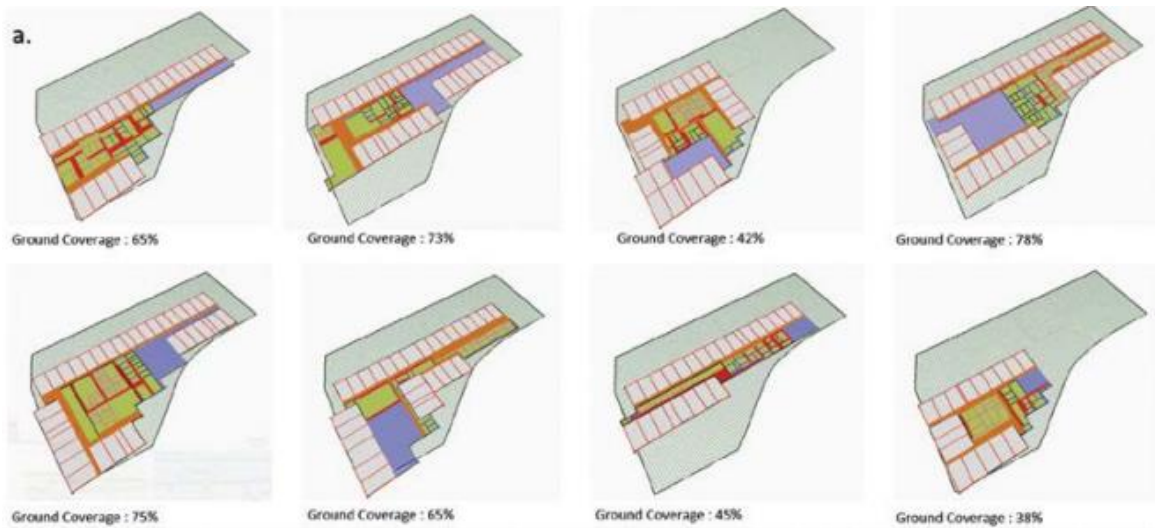 a.
Ground Coverage : 65%
Ground Coverage : 73%
Ground Coverage : 42%
Ground Coverage : 78%
Ground Coverage : 75%
Ground Coverage : 65%
Ground Coverage : 45%
Ground Coverage : 38%